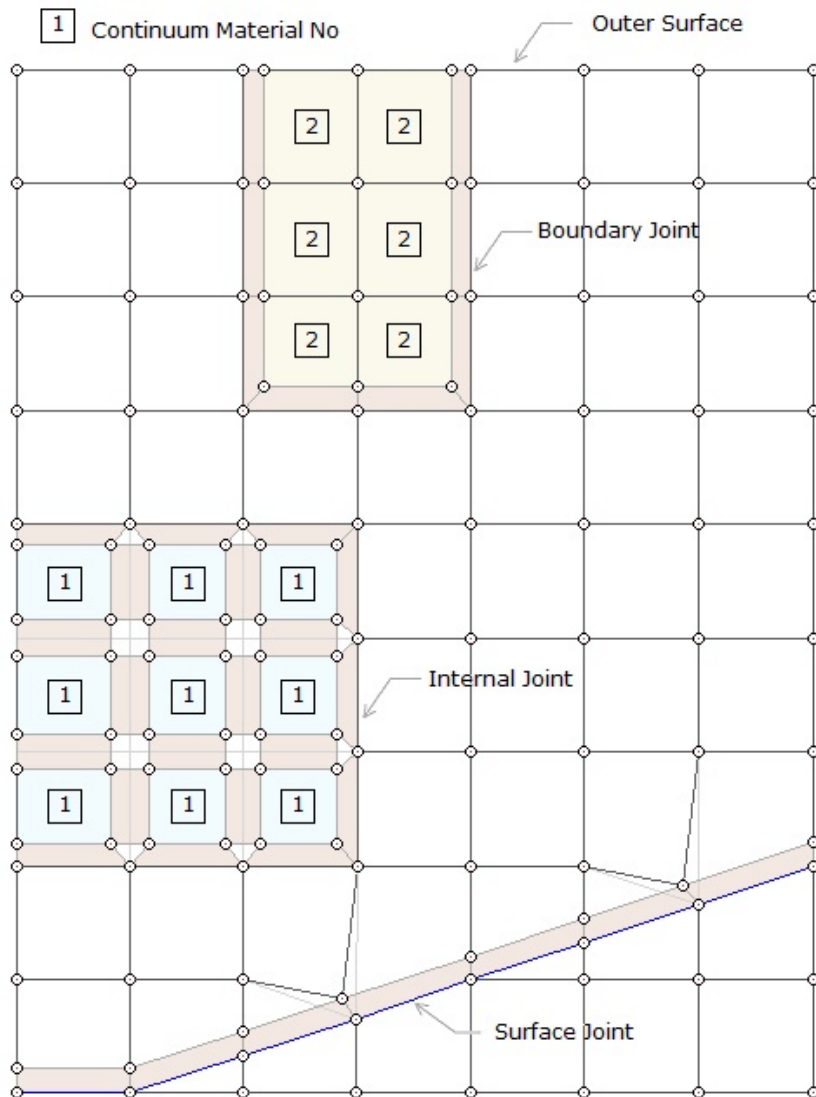 1 Continuum Material No
Outer Surface
2 2
2 2
Boundary Joint
2 2
1 1 1
1 1 1
Internal Joint
1 1 1
Surface Joint